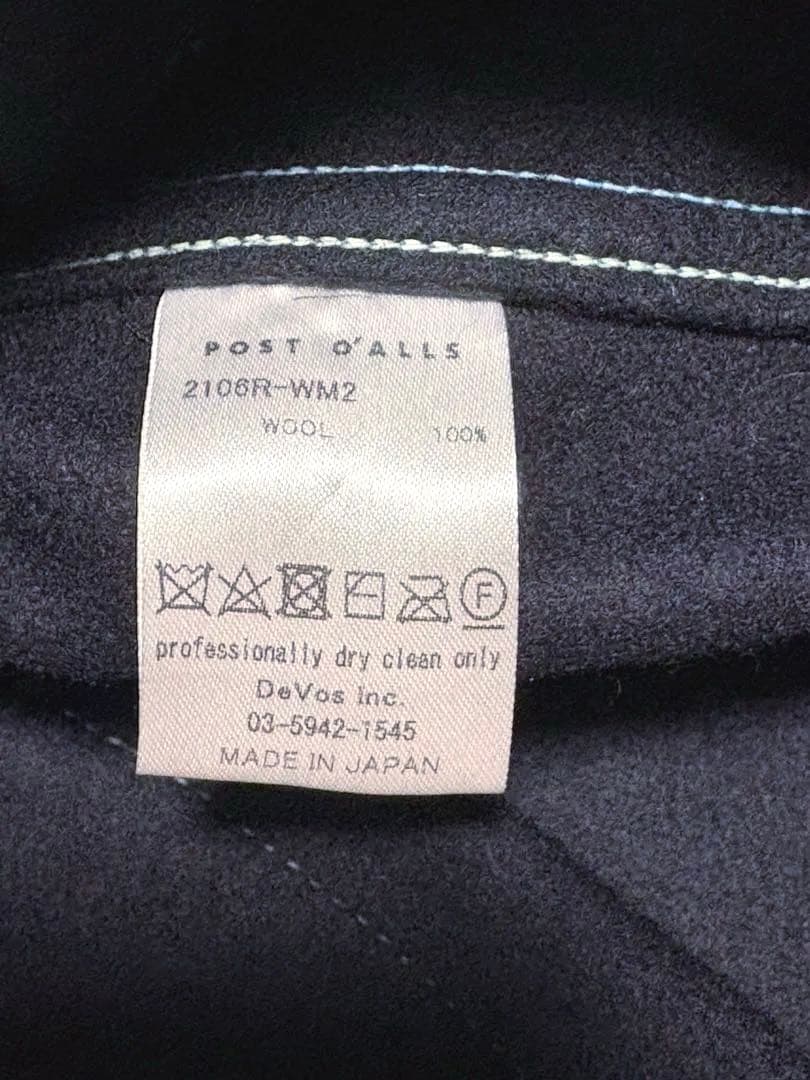 POST O'ALLS
2106R-WM2
WOOL 100%
F
professionally dry clean only
DeVos Inc.
03-5942-1545
MADE IN JAPAN